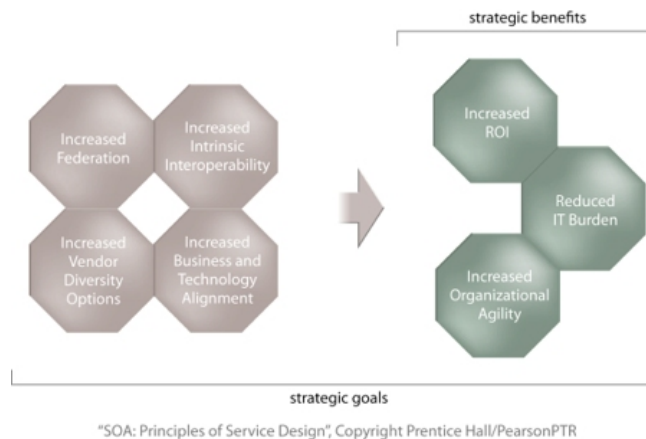 strategic benefits
Increased
Federation
Increased
Intrinsic
Interoperability
Increased
Vendor
Diversity
Options
Increased
Business and
Technology
Alignment
Increased
ROI
Reduced
IT Burden
Increased
Organizational
Agility
strategic goals
"SOA: Principles of Service Design", Copyright Prentice Hall/PearsonPTR